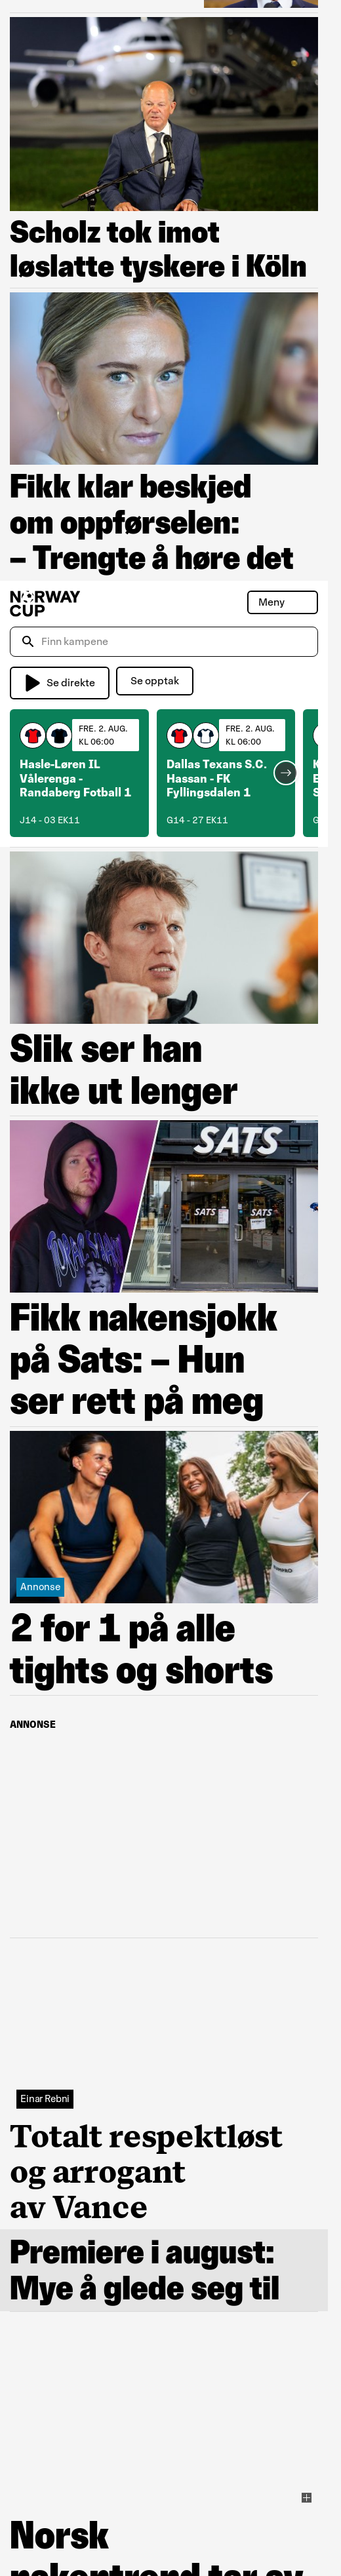 Scholz tok imot
løslatte tyskere i Köln
Fikk klar beskjed
om oppførselen:
– Trengte å høre det
NORWAY
CUP
Meny
Finn kampene
Se direkte
Se opptak
FRE. 2. AUG.
KL 06:00
Hasle-Løren IL
Vålerenga -
Randaberg Fotball 1
J14 - 03 EK11
FRE. 2. AUG.
KL 06:00
Dallas Texans S.C.
Hassan - FK
Fyllingsdalen 1
G14 - 27 EK11
Slik ser han
ikke ut lenger
SATS
SATS
SATS
Fikk nakensjokk
på Sats: – Hun
ser rett på meg
Annonse
2 for 1 på alle
tights og shorts
ANNONSE
Einar Rebni
Totalt respektløst
og arrogant
av Vance
Premiere i august:
Mye å glede seg til
Norsk